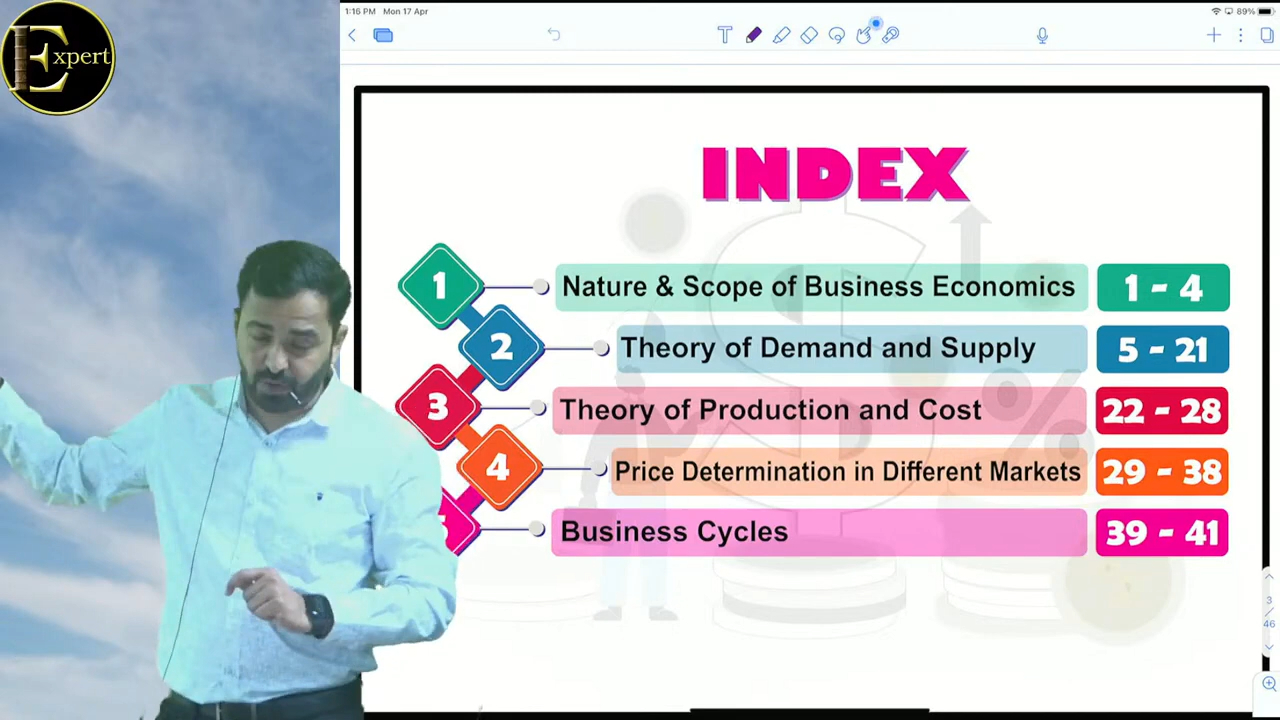 1:16 PM Mon 17 Apr
89%
Expert
INDEX
1 Nature & Scope of Business Economics 1 - 4
2 Theory of Demand and Supply 5 - 21
3 Theory of Production and Cost 22 - 28
4 Price Determination in Different Markets 29 - 38
Business Cycles 39 - 41
3
/
46